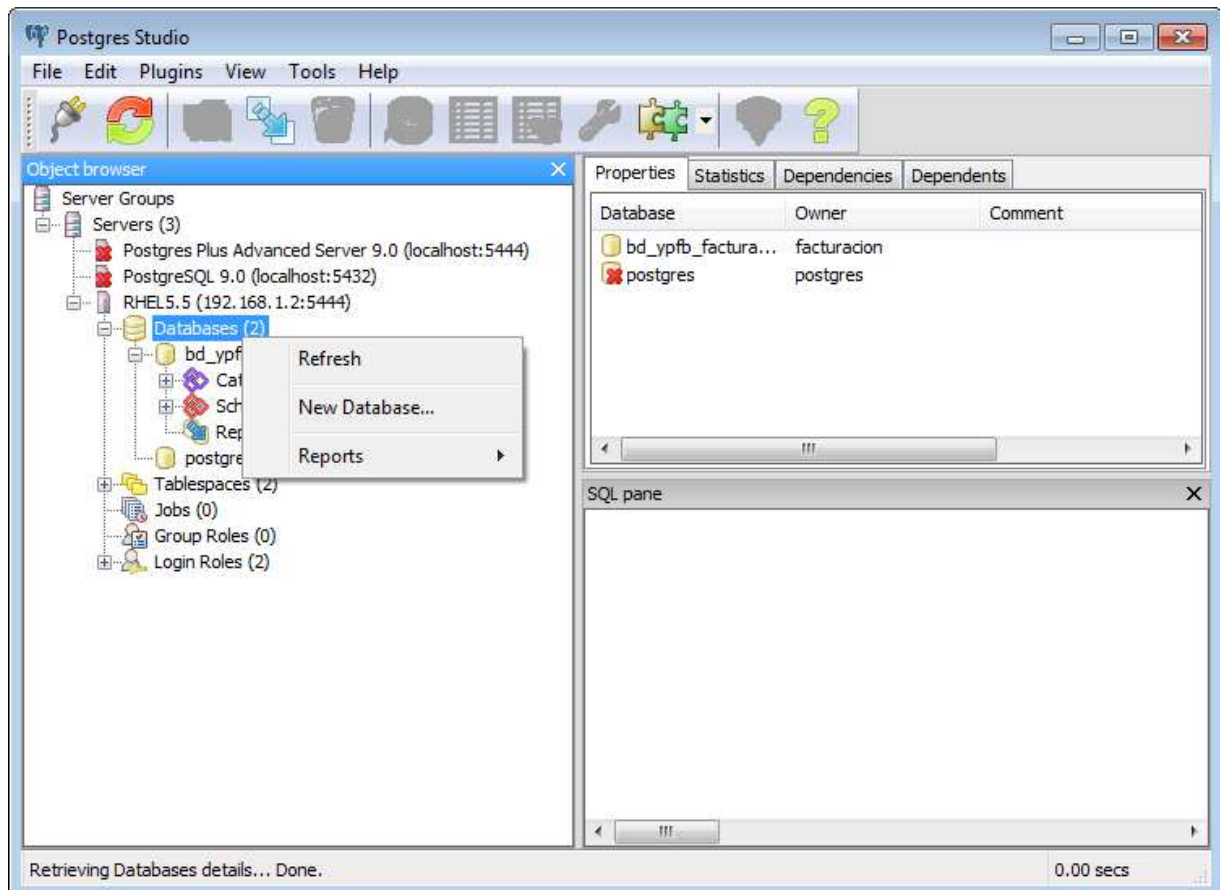 Postgres Studio
File Edit Plugins View Tools Help
Object browser
Server Groups
Servers (3)
Postgres Plus Advanced Server 9.0 (localhost:5444)
PostgreSQL 9.0 (localhost:5432)
RHEL5.5 (192.168.1.2:5444)
Databases (2)
bd_ypf
Cat
Sch
Rep
postgre
Tablespaces (2)
Jobs (0)
Group Roles (0)
Login Roles (2)
Refresh
New Database...
Reports
Properties Statistics Dependencies Dependents
Database Owner Comment
bd_ypfb_factura... facturacion
postgres postgres
SQL pane
Retrieving Databases details... Done. 0.00 secs